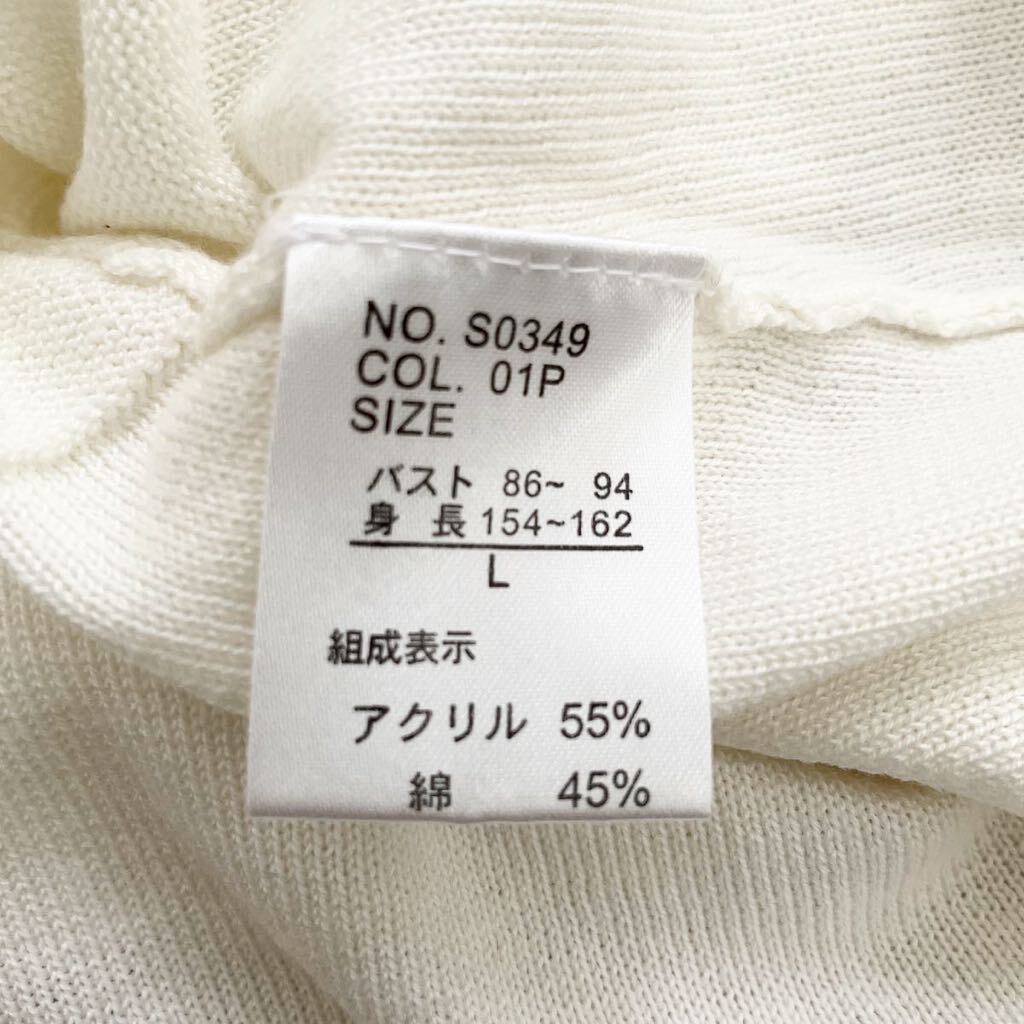 NO. S0349
COL. 01P
SIZE
バスト 86~ 94
身 長 154~162
L
組成表示
アクリル 55%
綿 45%